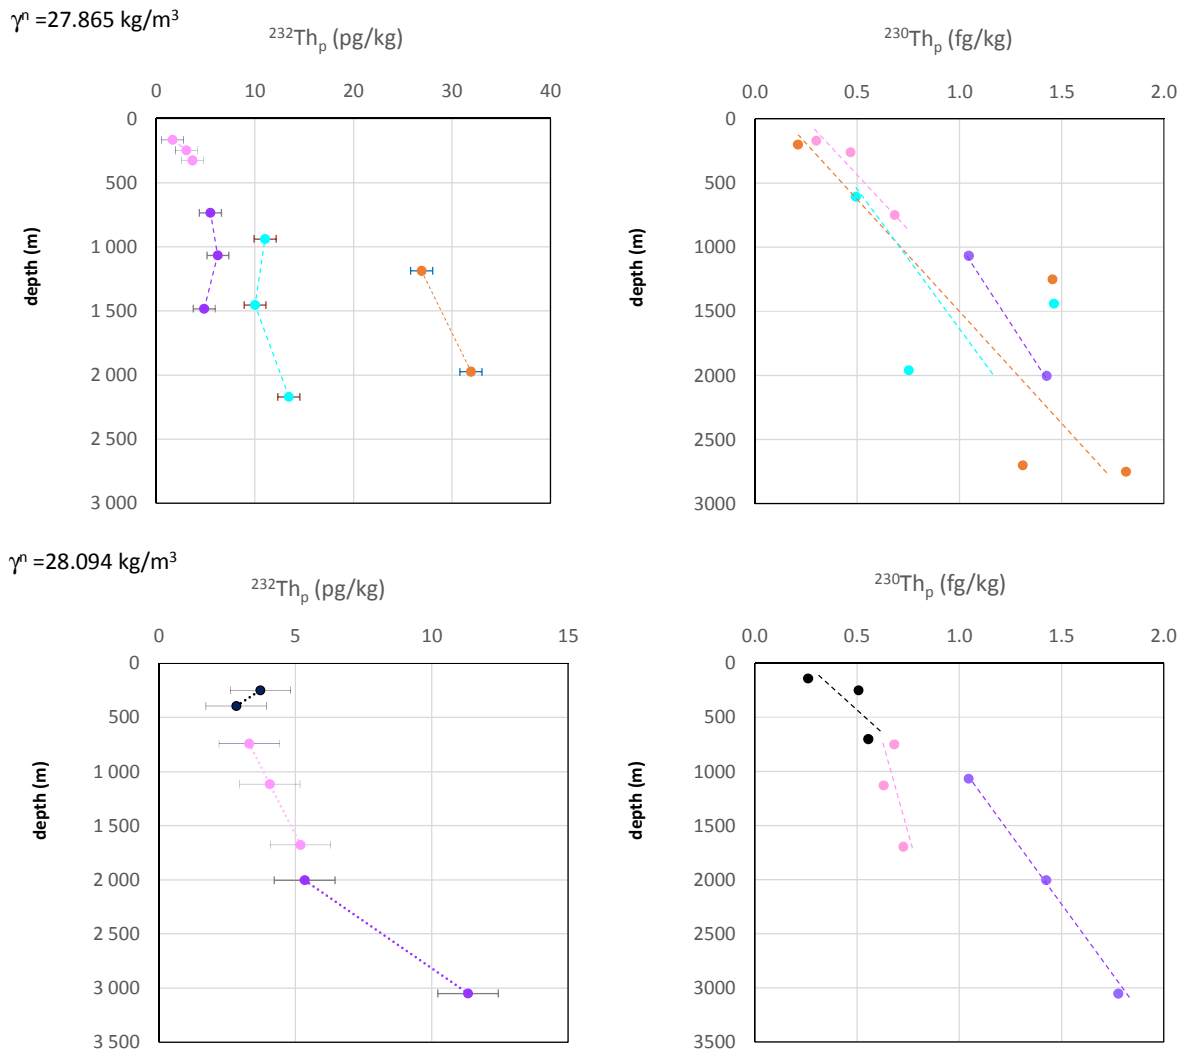 γⁿ =27.865 kg/m³
²³²Thₚ (pg/kg)
0 10 20 30 40
depth (m)
0
500
1 000
1 500
2 000
2 500
3 000
²³⁰Thₚ (fg/kg)
0.0 0.5 1.0 1.5 2.0
depth (m)
0
500
1000
1500
2000
2500
3000
γⁿ =28.094 kg/m³
²³²Thₚ (pg/kg)
0 5 10 15
depth (m)
0
500
1 000
1 500
2 000
2 500
3 000
3 500
²³⁰Thₚ (fg/kg)
0.0 0.5 1.0 1.5 2.0
depth (m)
0
500
1000
1500
2000
2500
3000
3500